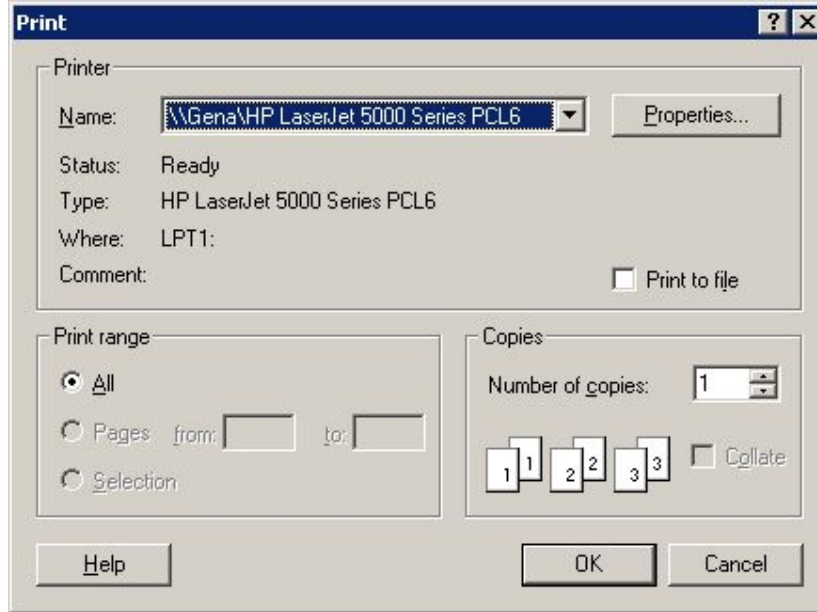 Print
Printer
Name: \\Gena\HP LaserJet 5000 Series PCL6 Properties...
Status: Ready
Type: HP LaserJet 5000 Series PCL6
Where: LPT1:
Comment: Print to file
Print range Copies
All Number of copies: 1
Pages from: to:
1 1 2 2 3 3 Collate
Selection
Help OK Cancel